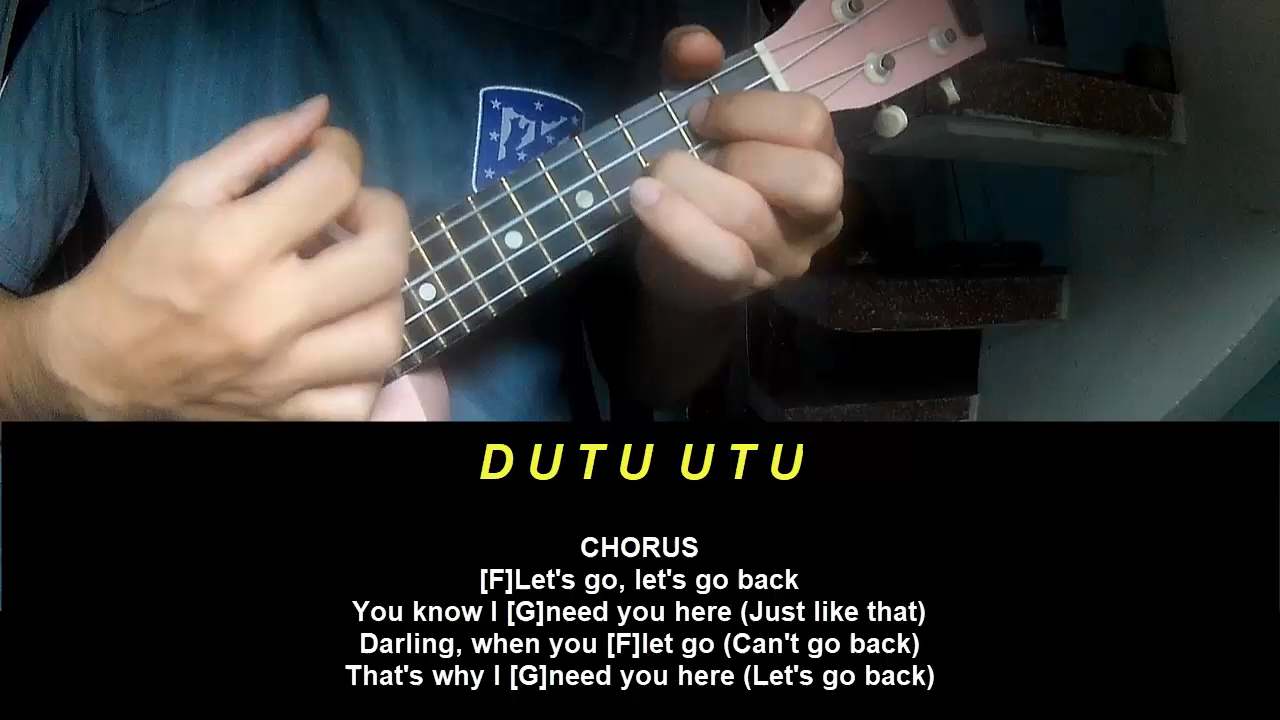 D U T U U T U
CHORUS
[F]Let's go, let's go back
You know I [G]need you here (Just like that)
Darling, when you [F]let go (Can't go back)
That's why I [G]need you here (Let's go back)